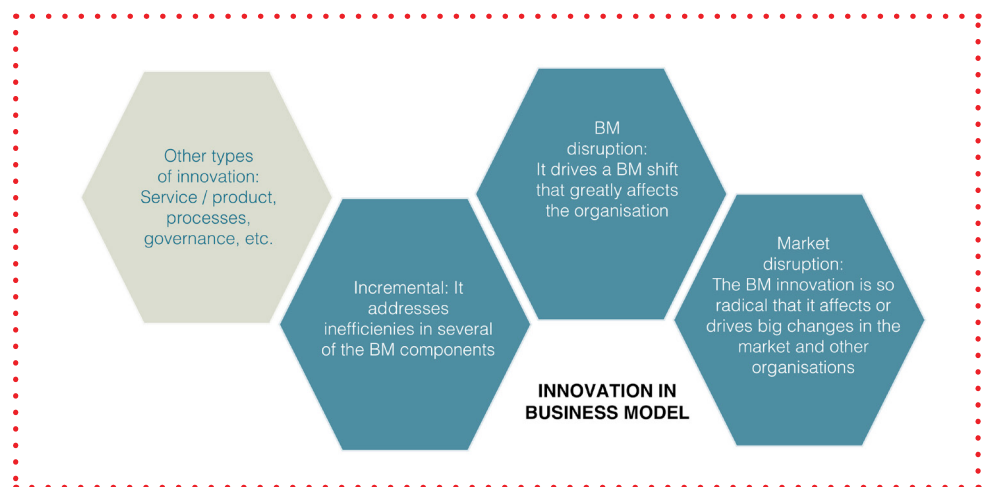 Other types
of innovation:
Service / product,
processes,
governance, etc.
Incremental: It
addresses
inefficienies in several
of the BM components
BM
disruption:
It drives a BM shift
that greatly affects
the organisation
Market
disruption:
The BM innovation is so
radical that it affects or
drives big changes in the
market and other
organisations
INNOVATION IN
BUSINESS MODEL